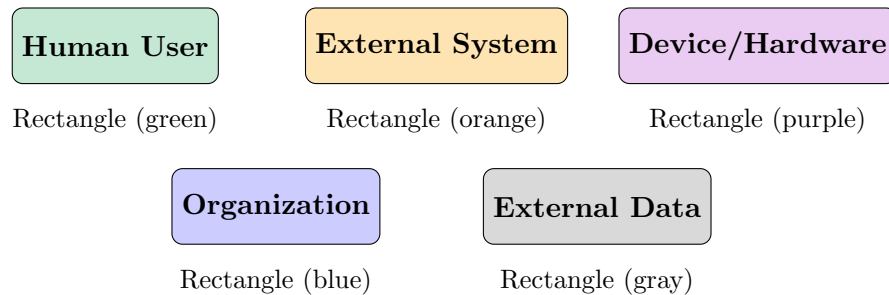 Human User
External System
Device/Hardware
Rectangle (green)
Rectangle (orange)
Rectangle (purple)
Organization
External Data
Rectangle (blue)
Rectangle (gray)